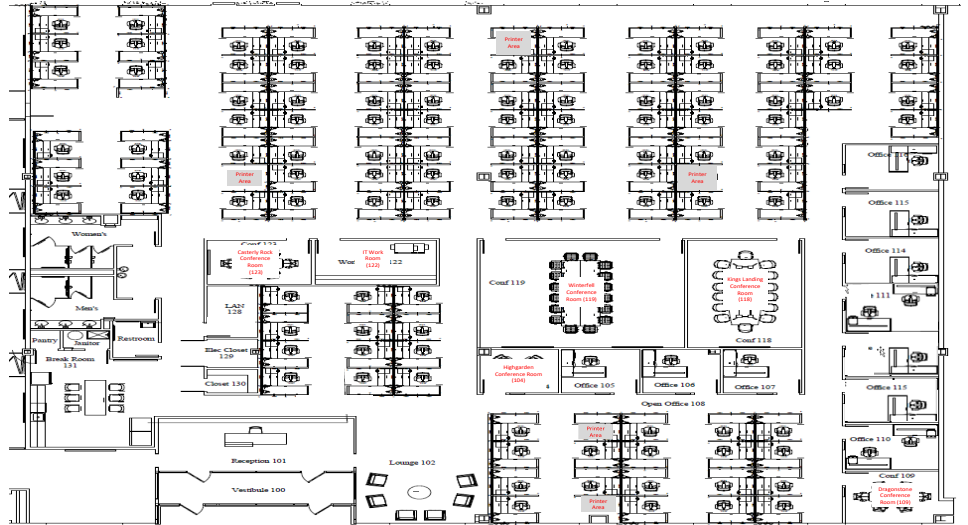 Printer
Area
Office 116
Printer
Area
Printer
Area
Office 115
Women's
Conf 123
Casterly Rock
Conference
Room
(123)
IT Work
Room
(122)
122
Office 114
Conf 119
Winterfell
Conference
Room (119)
Kings Landing
Conference
Room
(118)
111
Men's
LAN
128
Pantry
Janitor
Restroom
Conf 118
Elec Closet
129
Break Room
131
Highgarden
Conference Room
(104)
Closet 130
Office 105
Office 106
Office 107
Office 115
Open Office 108
Printer
Area
Office 110
Reception 101
Lounge 102
Conf 109
Vestibule 100
Dragonstone
Conference
Room (109)
Printer
Area